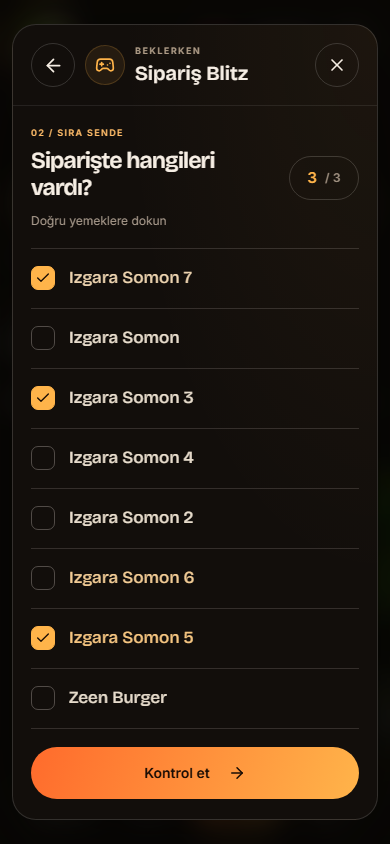 BEKLERKEN
Sipariş Blitz
02 / SIRA SENDE
Siparişte hangileri
vardı?
3 / 3
Doğru yemeklere dokun
Izgara Somon 7
Izgara Somon
Izgara Somon 3
Izgara Somon 4
Izgara Somon 2
Izgara Somon 6
Izgara Somon 5
Zeen Burger
Kontrol et